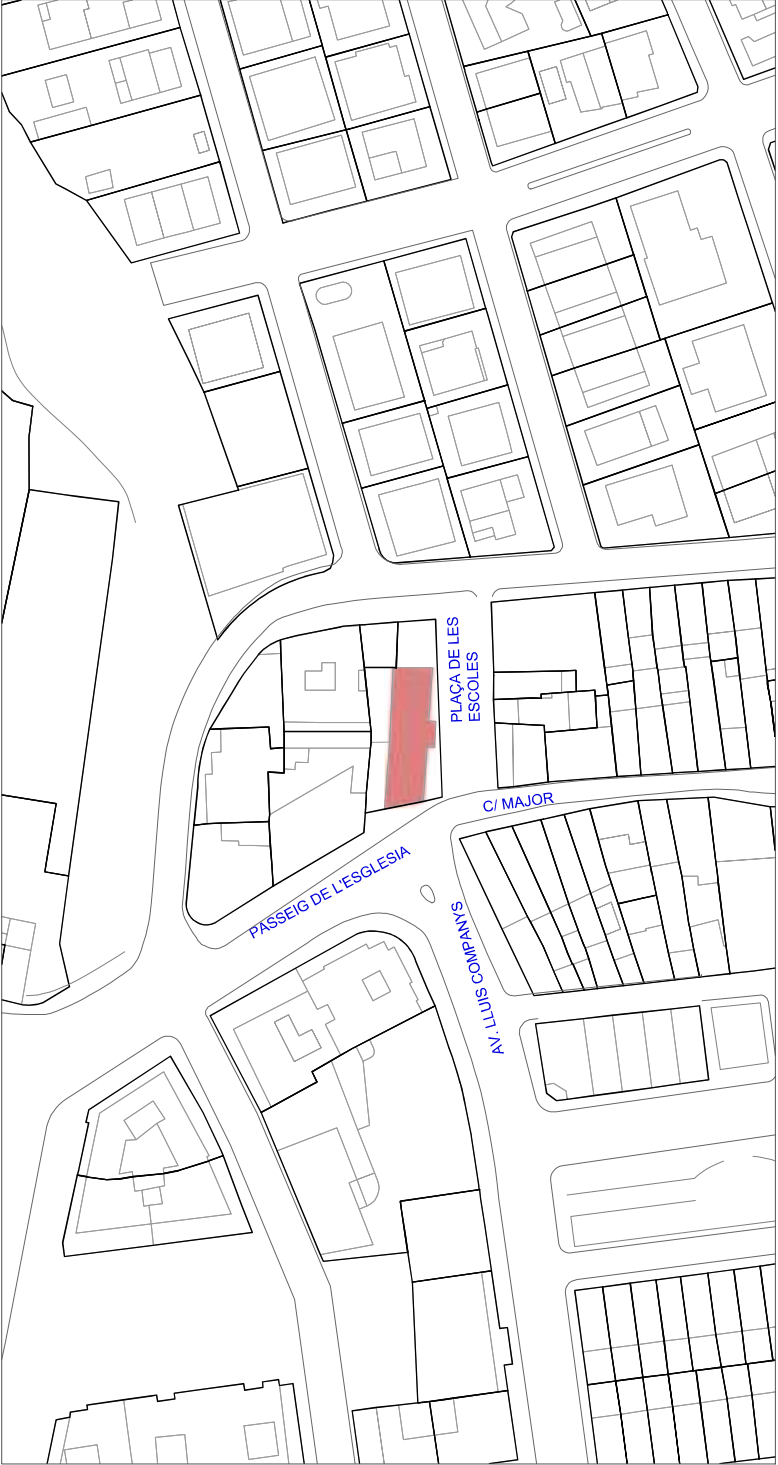 PLAÇA DE LES
ESCOLES
C/ MAJOR
PASSEIG DE L'ESGLESIA
AV. LLUIS COMPANYS